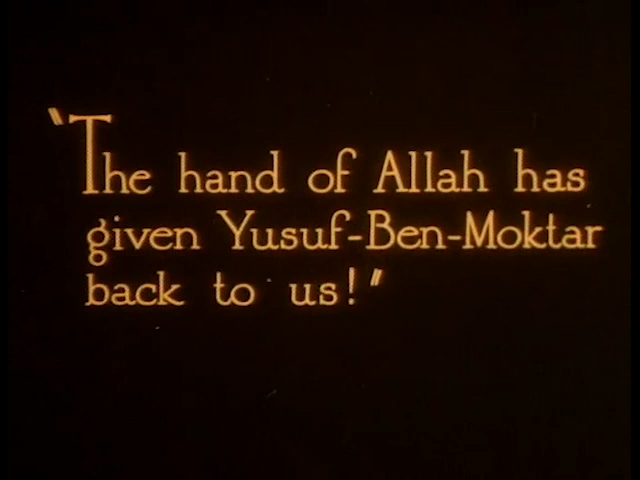 "The hand of Allah has
given Yusuf-Ben-Moktar
back to us!"